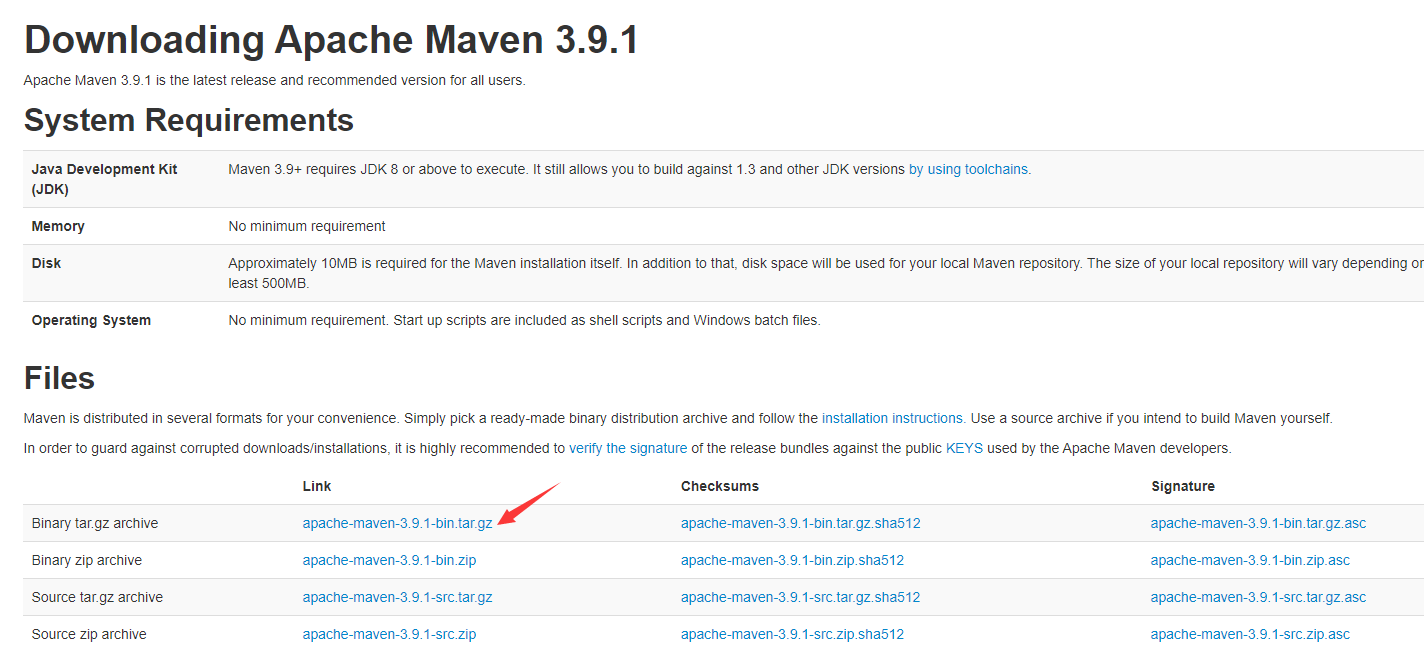 Downloading Apache Maven 3.9.1
Apache Maven 3.9.1 is the latest release and recommended version for all users.
System Requirements
Java Development Kit Maven 3.9+ requires JDK 8 or above to execute. It still allows you to build against 1.3 and other JDK versions by using toolchains.
(JDK)
Memory No minimum requirement
Disk Approximately 10MB is required for the Maven installation itself. In addition to that, disk space will be used for your local Maven repository. The size of your local repository will vary depending or
least 500MB.
Operating System No minimum requirement. Start up scripts are included as shell scripts and Windows batch files.
Files
Maven is distributed in several formats for your convenience. Simply pick a ready-made binary distribution archive and follow the installation instructions. Use a source archive if you intend to build Maven yourself.
In order to guard against corrupted downloads/installations, it is highly recommended to verify the signature of the release bundles against the public KEYS used by the Apache Maven developers.
Link Checksums Signature
Binary tar.gz archive apache-maven-3.9.1-bin.tar.gz apache-maven-3.9.1-bin.tar.gz.sha512 apache-maven-3.9.1-bin.tar.gz.asc
Binary zip archive apache-maven-3.9.1-bin.zip apache-maven-3.9.1-bin.zip.sha512 apache-maven-3.9.1-bin.zip.asc
Source tar.gz archive apache-maven-3.9.1-src.tar.gz apache-maven-3.9.1-src.tar.gz.sha512 apache-maven-3.9.1-src.tar.gz.asc
Source zip archive apache-maven-3.9.1-src.zip apache-maven-3.9.1-src.zip.sha512 apache-maven-3.9.1-src.zip.asc